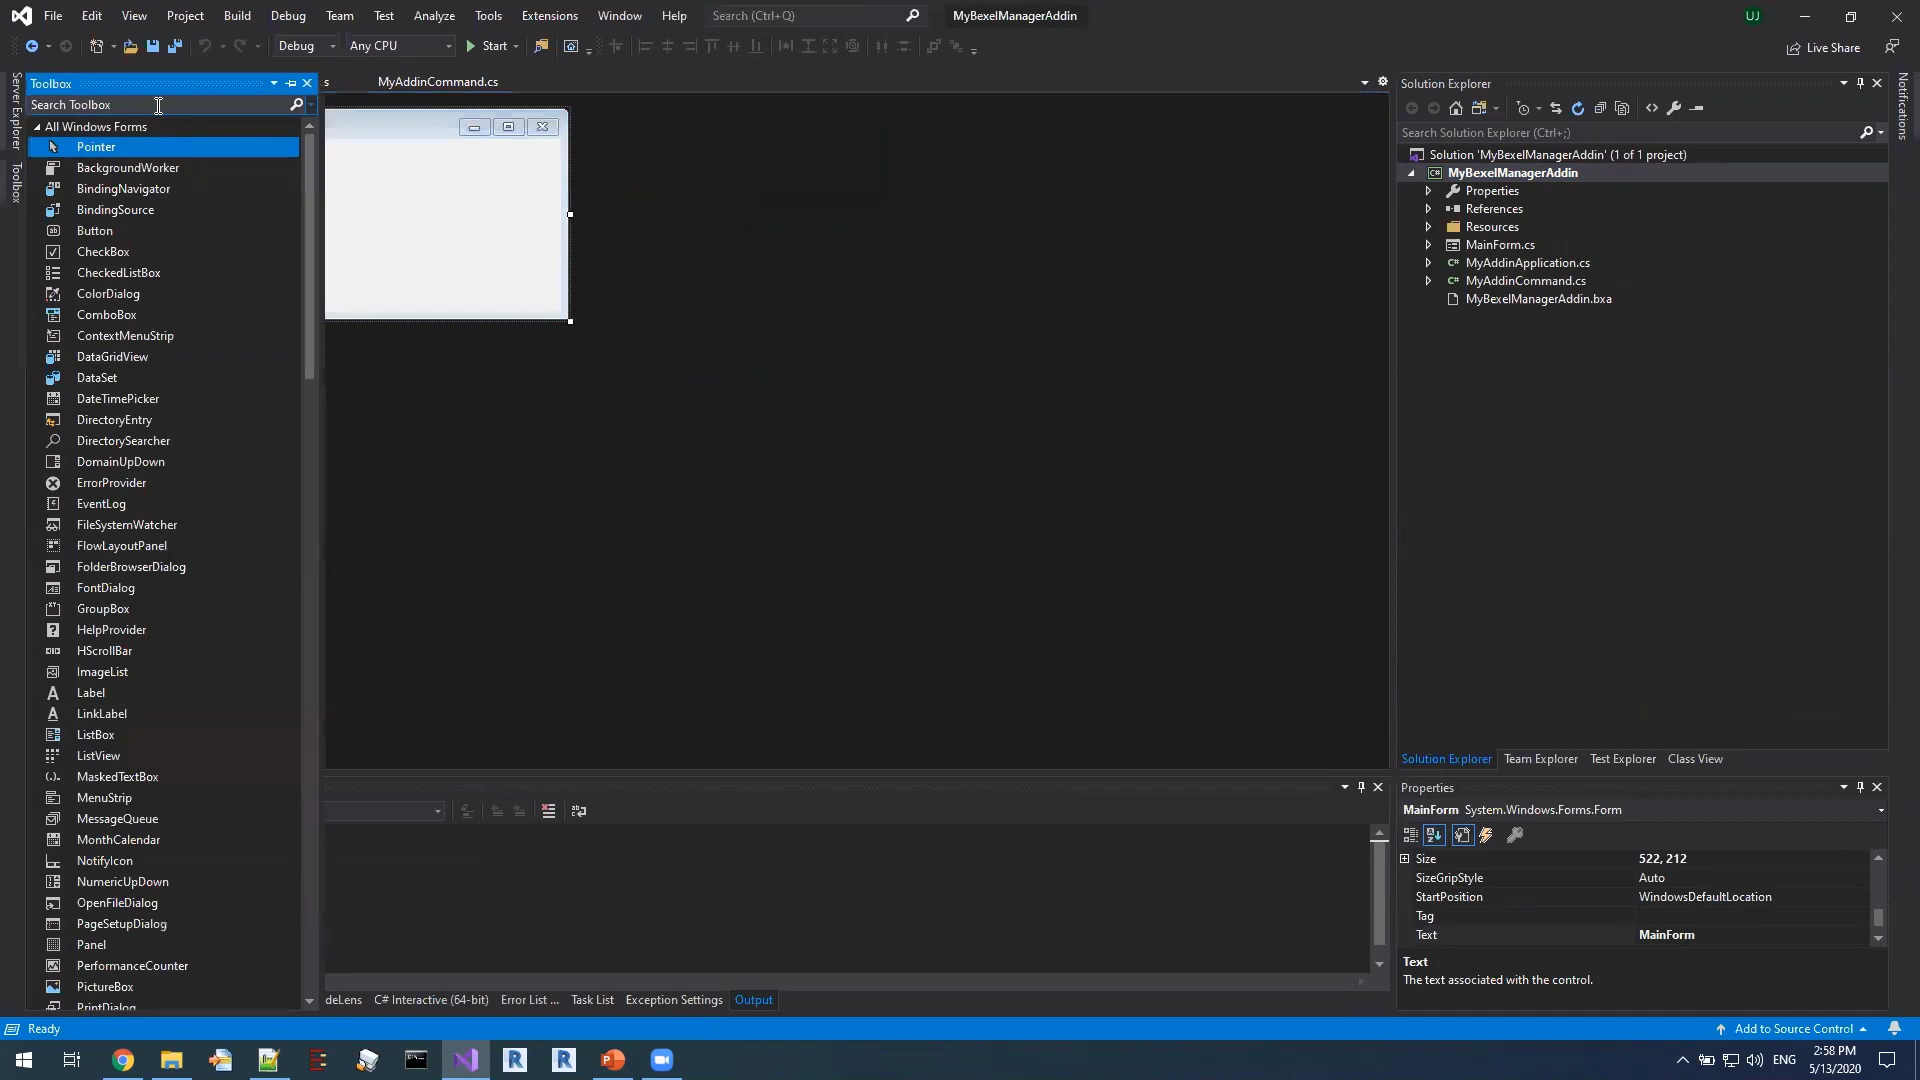 File Edit View Project Build Debug Team Test Analyze Tools Extensions Window Help Search (Ctrl+Q) MyBexelManagerAddin UJ
Debug Any CPU Start Live Share
Server Explorer
Toolbox
Toolbox
Search Toolbox
All Windows Forms
Pointer
BackgroundWorker
BindingNavigator
BindingSource
Button
CheckBox
CheckedListBox
ColorDialog
ComboBox
ContextMenuStrip
DataGridView
DataSet
DateTimePicker
DirectoryEntry
DirectorySearcher
DomainUpDown
ErrorProvider
EventLog
FileSystemWatcher
FlowLayoutPanel
FolderBrowserDialog
FontDialog
GroupBox
HelpProvider
HScrollBar
ImageList
Label
LinkLabel
ListBox
ListView
MaskedTextBox
MenuStrip
MessageQueue
MonthCalendar
NotifyIcon
NumericUpDown
OpenFileDialog
PageSetupDialog
Panel
PerformanceCounter
PictureBox
PrintDialog
s MyAddinCommand.cs
deLens C# Interactive (64-bit) Error List ... Task List Exception Settings Output
Solution Explorer
Search Solution Explorer (Ctrl+;)
Solution 'MyBexelManagerAddin' (1 of 1 project)
C# MyBexelManagerAddin
Properties
References
Resources
MainForm.cs
C# MyAddinApplication.cs
C# MyAddinCommand.cs
MyBexelManagerAddin.bxa
Solution Explorer Team Explorer Test Explorer Class View
Properties
MainForm System.Windows.Forms.Form
Size 522, 212
SizeGripStyle Auto
StartPosition WindowsDefaultLocation
Tag
Text MainForm
Text
The text associated with the control.
Notifications
Ready Add to Source Control
ENG 2:58 PM
5/13/2020